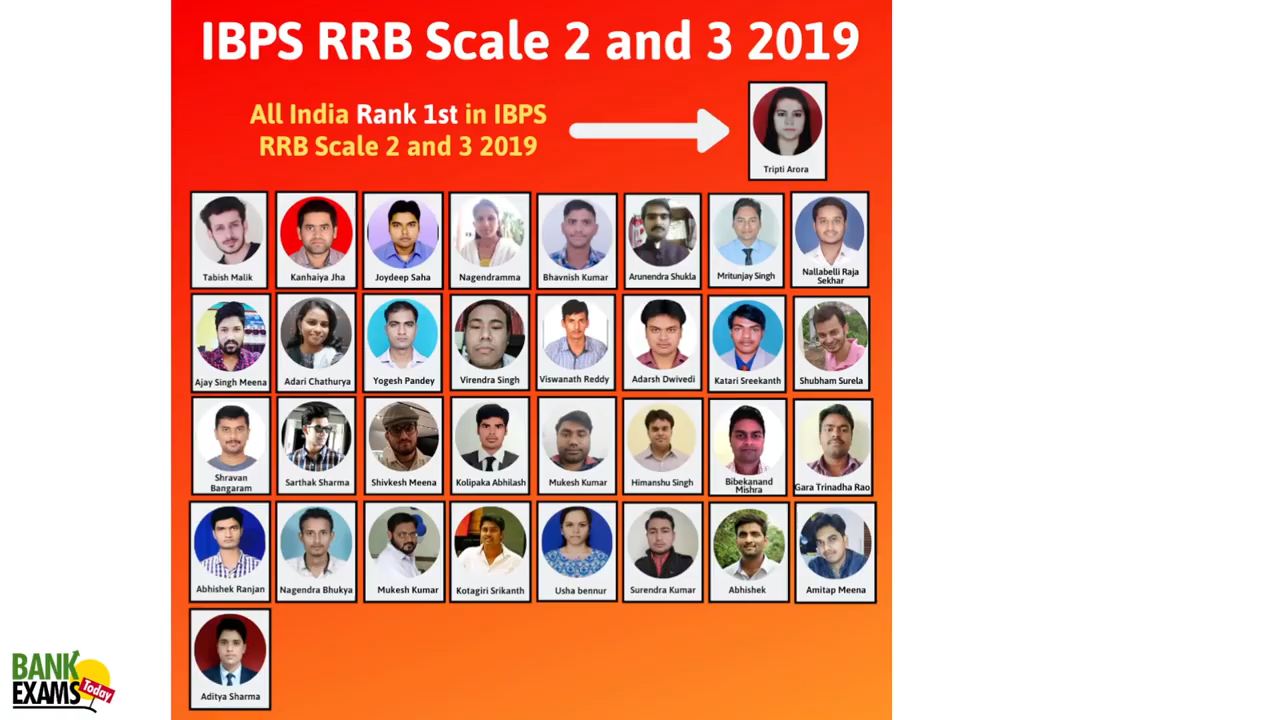 IBPS RRB Scale 2 and 3 2019
All India Rank 1st in IBPS
RRB Scale 2 and 3 2019
Tripti Arora
Tabish Malik
Kanhaiya Jha
Joydeep Saha
Nagendramma
Bhavnish Kumar
Arunendra Shukla
Mritunjay Singh
Nallabelli Raja
Sekhar
Ajay Singh Meena
Adari Chathurya
Yogesh Pandey
Virendra Singh
Viswanath Reddy
Adarsh Dwivedi
Katari Sreekanth
Shubham Surela
Shravan
Bangaram
Sarthak Sharma
Shivkesh Meena
Kolipaka Abhilash
Mukesh Kumar
Himanshu Singh
Bibekanand
Mishra
Gara Trinadha Rao
Abhishek Ranjan
Nagendra Bhukya
Mukesh Kumar
Kotagiri Srikanth
Usha bennur
Surendra Kumar
Abhishek
Amitap Meena
Aditya Sharma
BANK
EXAMS Today